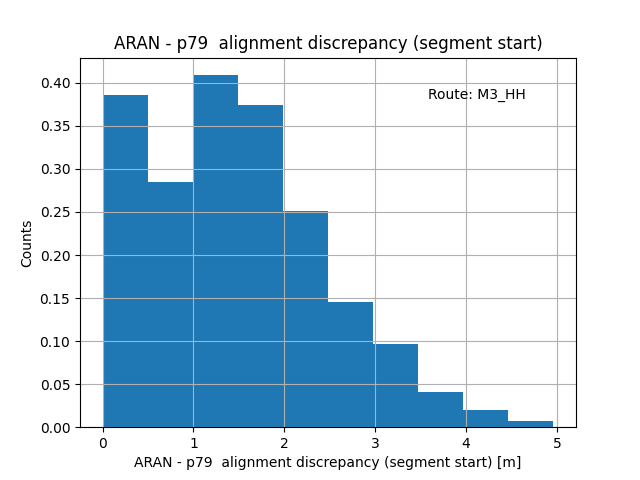 ARAN - p79  alignment discrepancy (segment start)
Route: M3_HH
Counts
0.40
0.35
0.30
0.25
0.20
0.15
0.10
0.05
0.00
0 1 2 3 4 5
ARAN - p79  alignment discrepancy (segment start) [m]